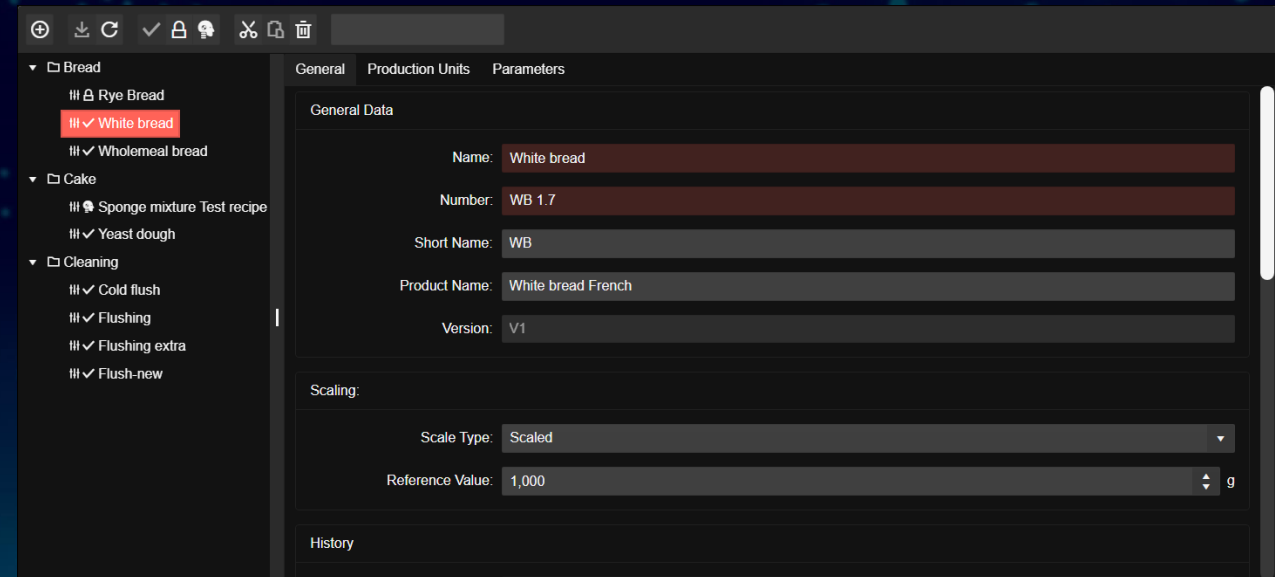 Bread
Rye Bread
White bread
Wholemeal bread
Cake
Sponge mixture Test recipe
Yeast dough
Cleaning
Cold flush
Flushing
Flushing extra
Flush-new
General Production Units Parameters
General Data
Name: White bread
Number: WB 1.7
Short Name: WB
Product Name: White bread French
Version: V1
Scaling:
Scale Type: Scaled
Reference Value: 1,000 g
History